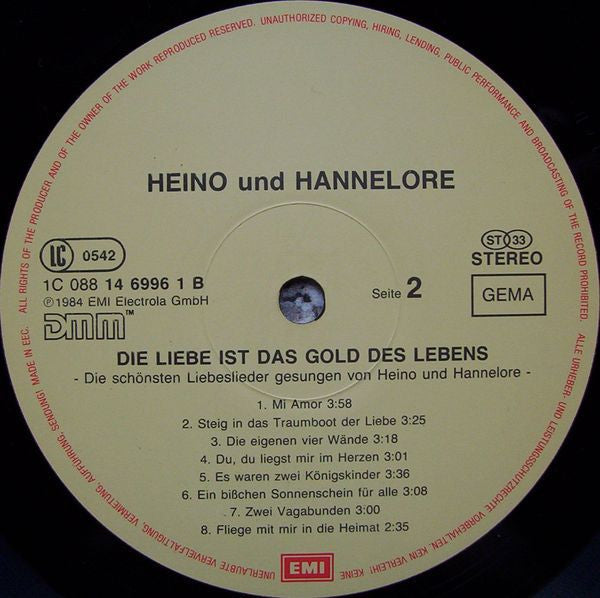 ALL RIGHTS OF THE PRODUCER AND OF THE OWNER OF THE WORK REPRODUCED RESERVED. UNAUTHORIZED COPYING, HIRING, LENDING, PUBLIC PERFORMANCE AND BROADCASTING OF THE RECORD PROHIBITED.
HEINO und HANNELORE
LC 0542
1C 088 14 6996 1 B
℗1984 EMI Electrola GmbH
DMM™
Seite 2
ST 33
STEREO
GEMA
DIE LIEBE IST DAS GOLD DES LEBENS
- Die schönsten Liebeslieder gesungen von Heino und Hannelore -
1. Mi Amor 3:58
2. Steig in das Traumboot der Liebe 3:25
3. Die eigenen vier Wände 3:18
4. Du, du liegst mir im Herzen 3:01
5. Es waren zwei Königskinder 3:36
6. Ein bißchen Sonnenschein für alle 3:08
7. Zwei Vagabunden 3:00
8. Fliege mit mir in die Heimat 2:35
EMI
ALLE URHEBER- UND LEISTUNGSSCHUTZRECHTE VORBEHALTEN KEIN VERLEIH! KEINE UNERLAUBTE VERVIELFÄLTIGUNG, VERMIETUNG, AUFFÜHRUNG, SENDUNG! MADE IN EEC.